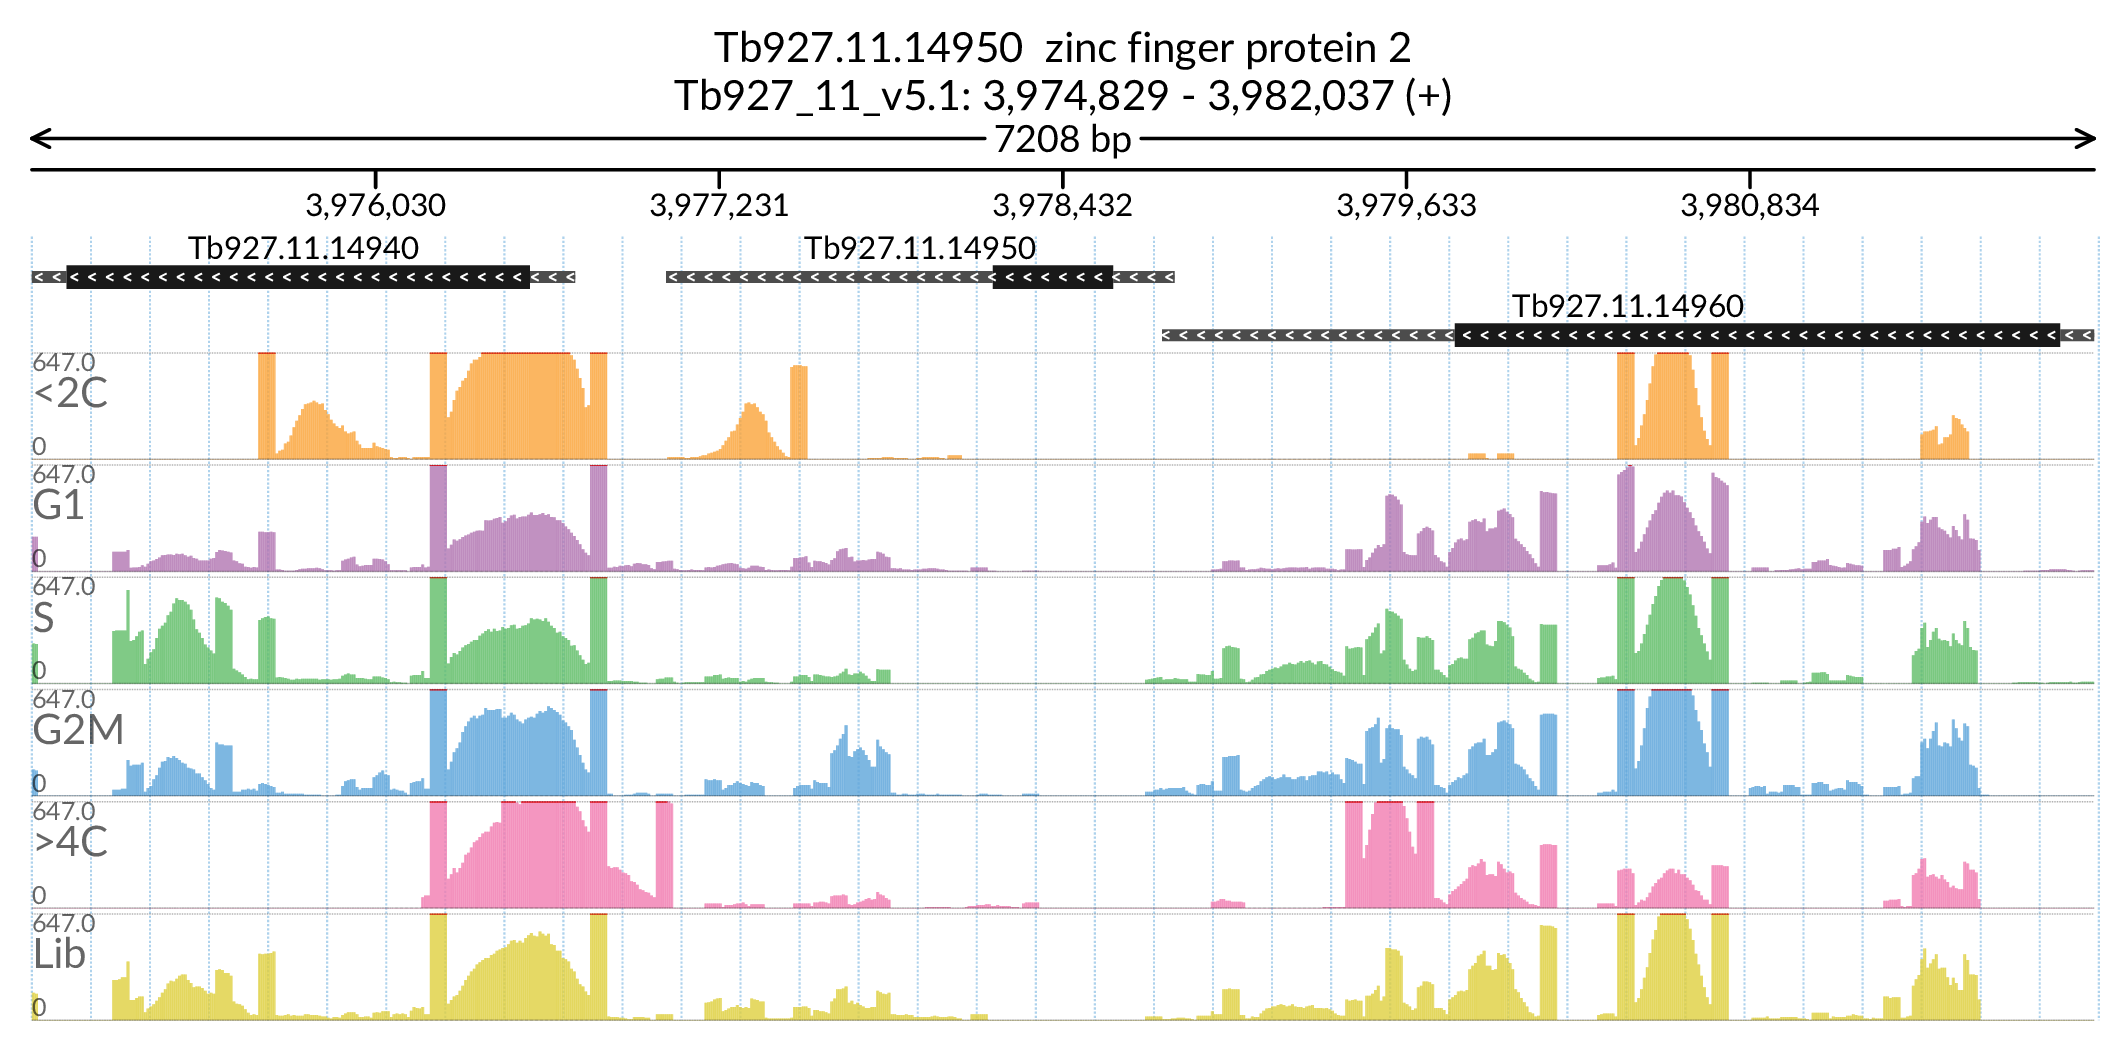 Tb927.11.14950 zinc finger protein 2
Tb927_11_v5.1: 3,974,829 - 3,982,037 (+)
7208 bp
3,976,030 3,977,231 3,978,432 3,979,633 3,980,834
Tb927.11.14940 Tb927.11.14950
Tb927.11.14960
647.0
<2C
0
647.0
G1
0
647.0
S
0
647.0
G2M
0
647.0
>4C
0
647.0
Lib
0